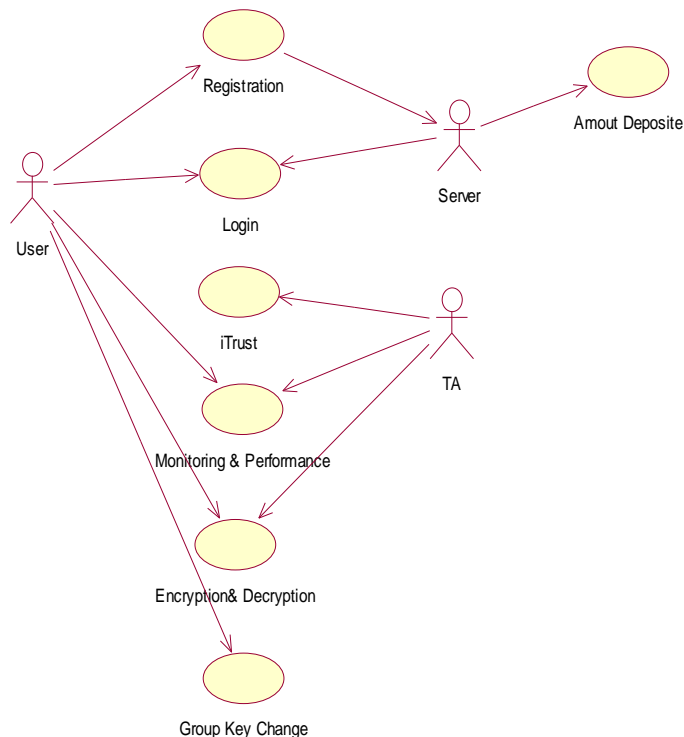 Registration
Amout Deposite
Server
Login
User
iTrust
TA
Monitoring & Performance
Encryption& Decryption
Group Key Change